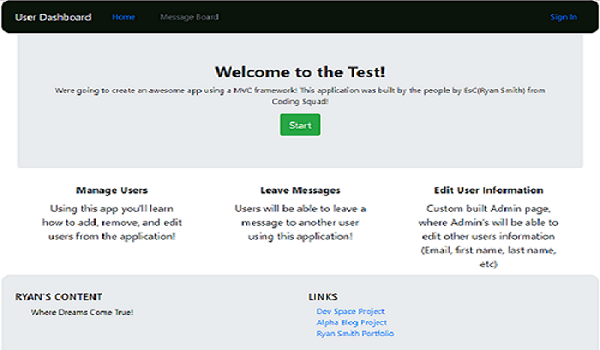 User Dashboard Home Message Board Sign In
Welcome to the Test!
Were going to create an awesome app using a MVC framework! This application was built by the people by EsC(Ryan Smith) from
Coding Squad!
Start
Manage Users
Using this app you'll learn
how to add, remove, and edit
users from the application!
Leave Messages
Users will be able to leave a
message to another user
using this application!
Edit User Information
Custom built Admin page,
where Admin's will be able to
edit other users information
(Email, first name, last name,
etc)
RYAN'S CONTENT
Where Dreams Come True!
LINKS
Dev Space Project
Alpha Blog Project
Ryan Smith Portfolio